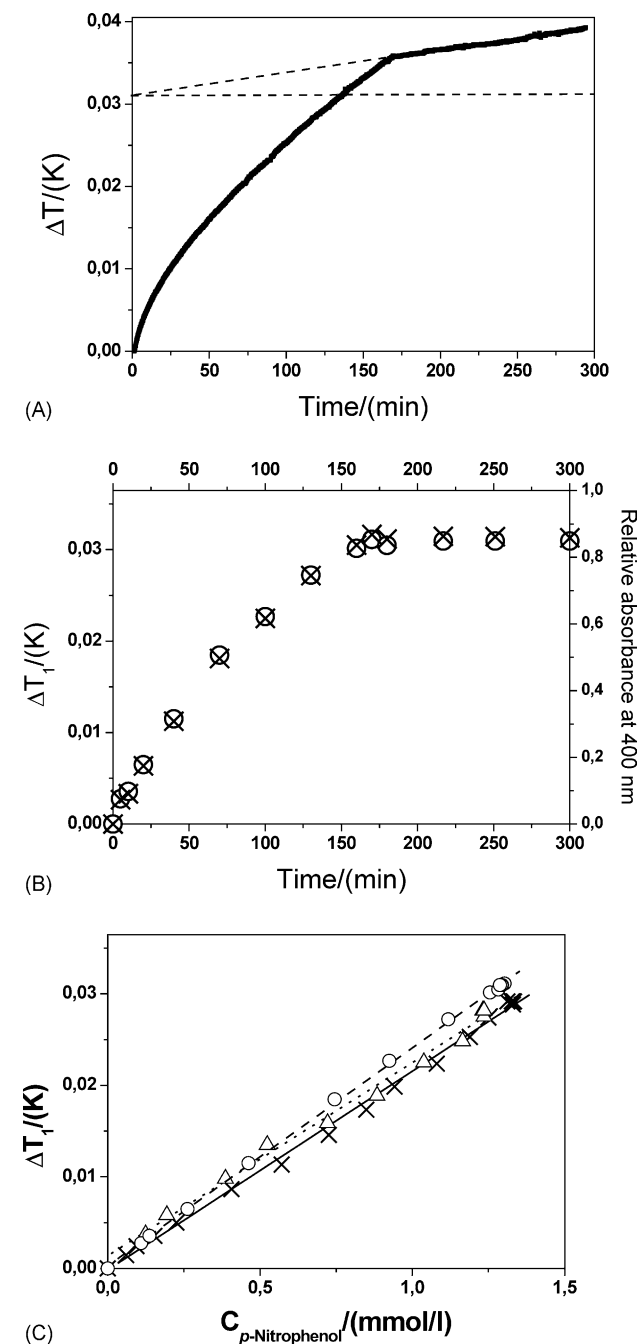 0,04
0,03
0,02
0,01
0,00
ΔT/(K)
0 50 100 150 200 250 300
Time/(min)
(A)
0 50 100 150 200 250 300
1,0
0,8
0,6
0,4
0,2
0,0
Relative absorbance at 400 nm
0,03
0,02
0,01
0,00
ΔT1/(K)
0 50 100 150 200 250 300
Time/(min)
(B)
0,03
0,02
0,01
0,00
ΔT1/(K)
0,0 0,5 1,0 1,5
C p-Nitrophenol/(mmol/l)
(C)